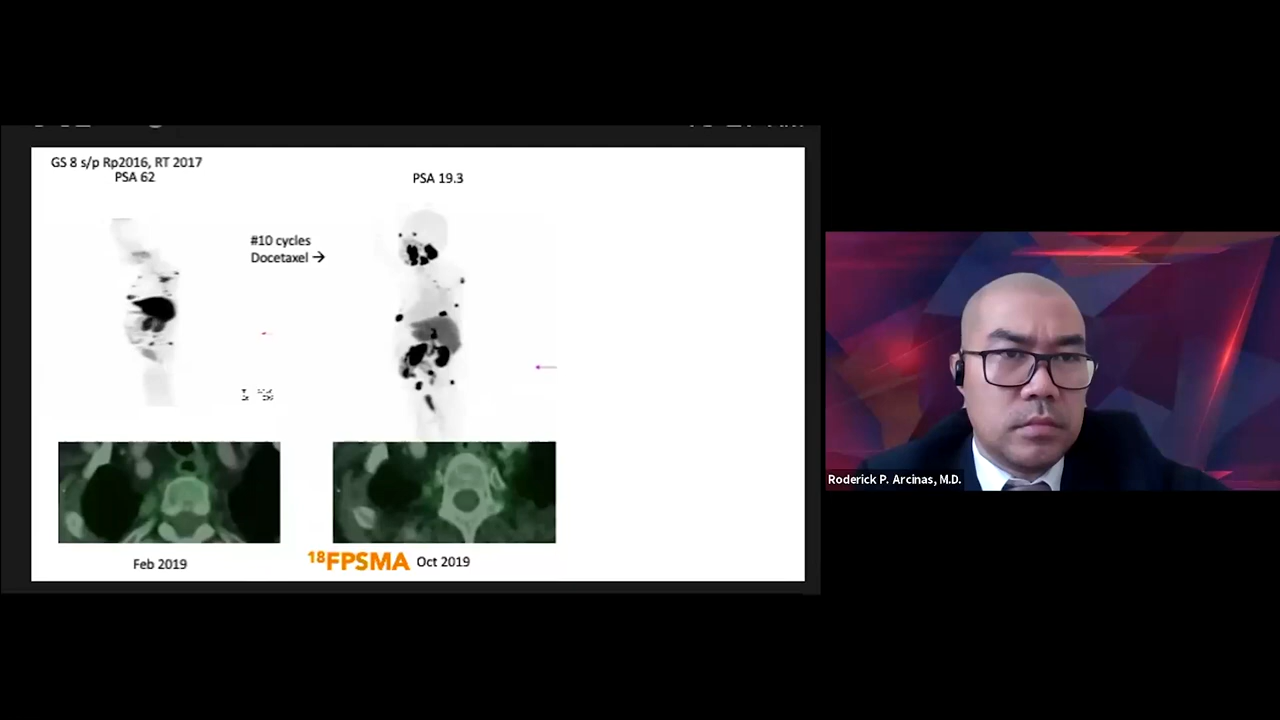 GS 8 s/p Rp2016, RT 2017
PSA 62
PSA 19.3
#10 cycles
Docetaxel →
Feb 2019
¹⁸FPSMA Oct 2019
Roderick P. Arcinas, M.D.